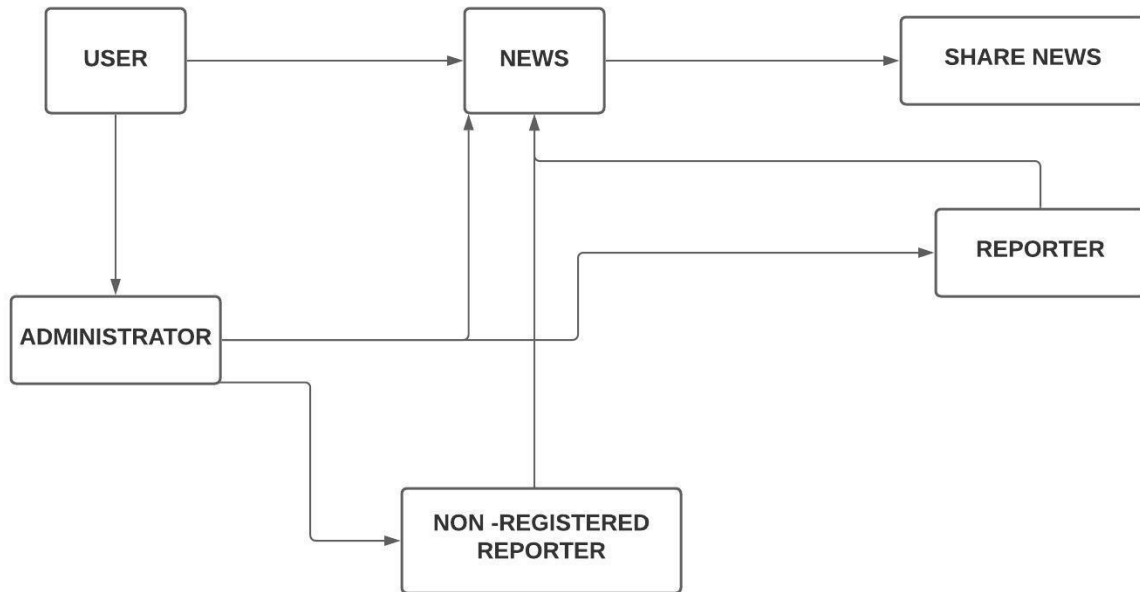 USER
NEWS
SHARE NEWS
REPORTER
ADMINISTRATOR
NON -REGISTERED
REPORTER